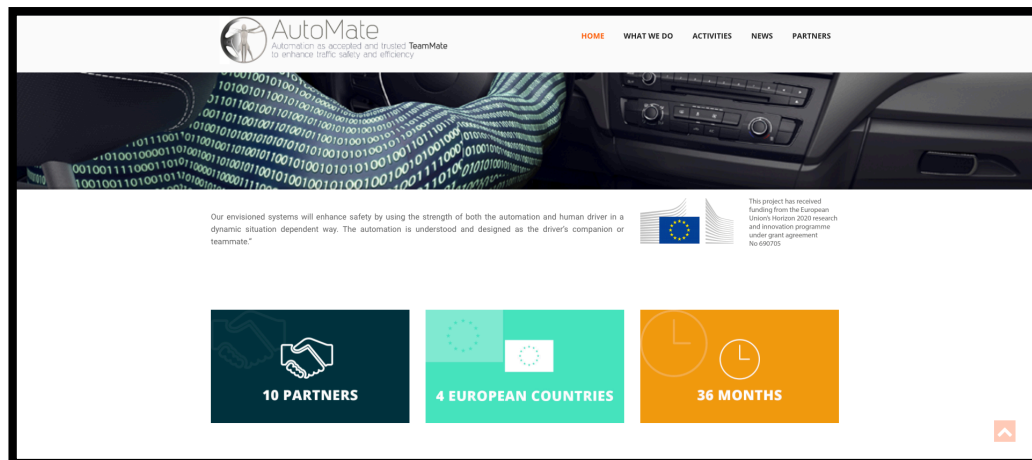 AutoMate
Automation as accepted and trusted TeamMate
to enhance traffic safety and efficiency
HOME WHAT WE DO ACTIVITIES NEWS PARTNERS
Our envisioned systems will enhance safety by using the strength of both the automation and human driver in a
dynamic situation dependent way. The automation is understood and designed as the driver's companion or
teammate."
This project has received
funding from the European
Union's Horizon 2020 research
and innovation programme
under grant agreement
No 690705
10 PARTNERS
4 EUROPEAN COUNTRIES
36 MONTHS